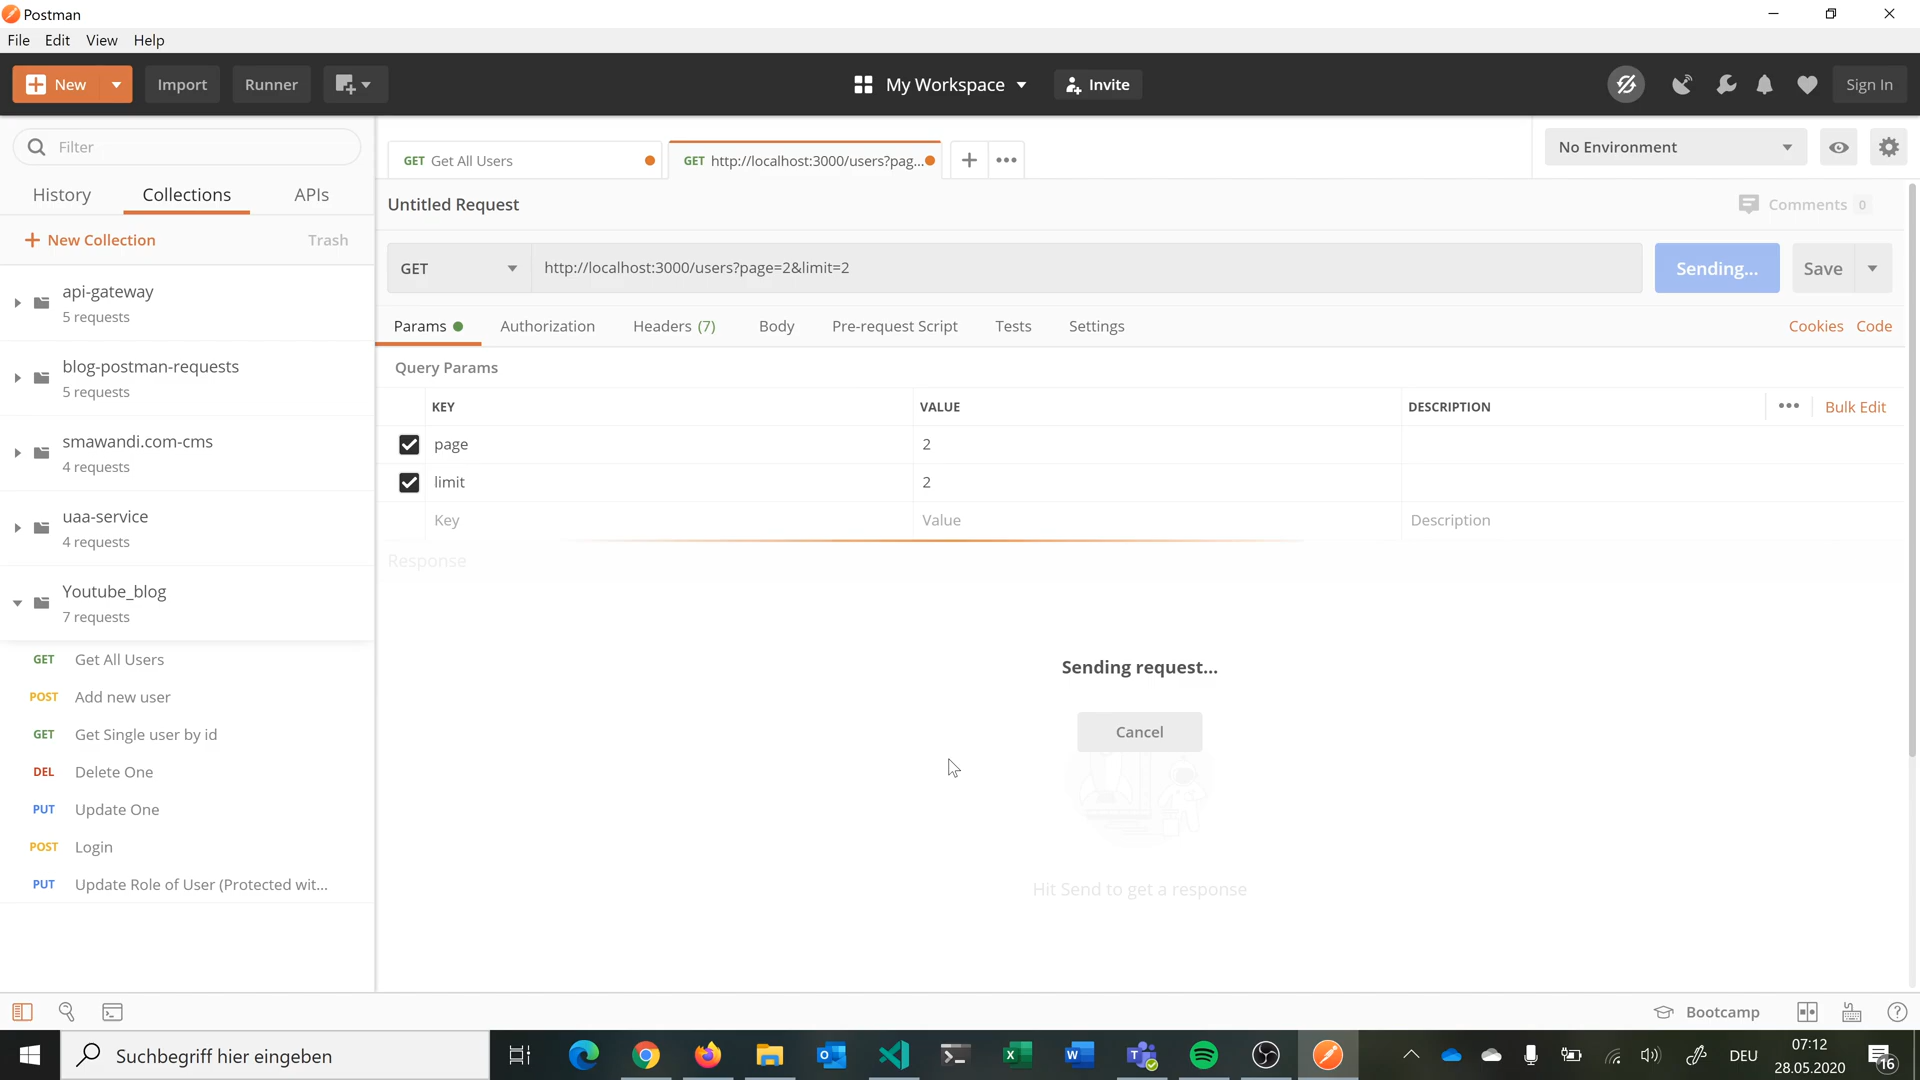 Postman
File Edit View Help
New Import Runner My Workspace Invite Sign In
Filter
History Collections APIs
New Collection Trash
api-gateway
5 requests
blog-postman-requests
5 requests
smawandi.com-cms
4 requests
uaa-service
4 requests
Youtube_blog
7 requests
GET Get All Users
POST Add new user
GET Get Single user by id
DEL Delete One
PUT Update One
POST Login
PUT Update Role of User (Protected wit...
GET Get All Users GET http://localhost:3000/users?pag...
No Environment
Untitled Request Comments 0
GET http://localhost:3000/users?page=2&limit=2 Sending... Save
Params Authorization Headers (7) Body Pre-request Script Tests Settings Cookies Code
Query Params
KEY VALUE DESCRIPTION Bulk Edit
page 2
limit 2
Key Value Description
Response
Sending request...
Cancel
Hit Send to get a response
Bootcamp
Suchbegriff hier eingeben
DEU
07:12
28.05.2020
16